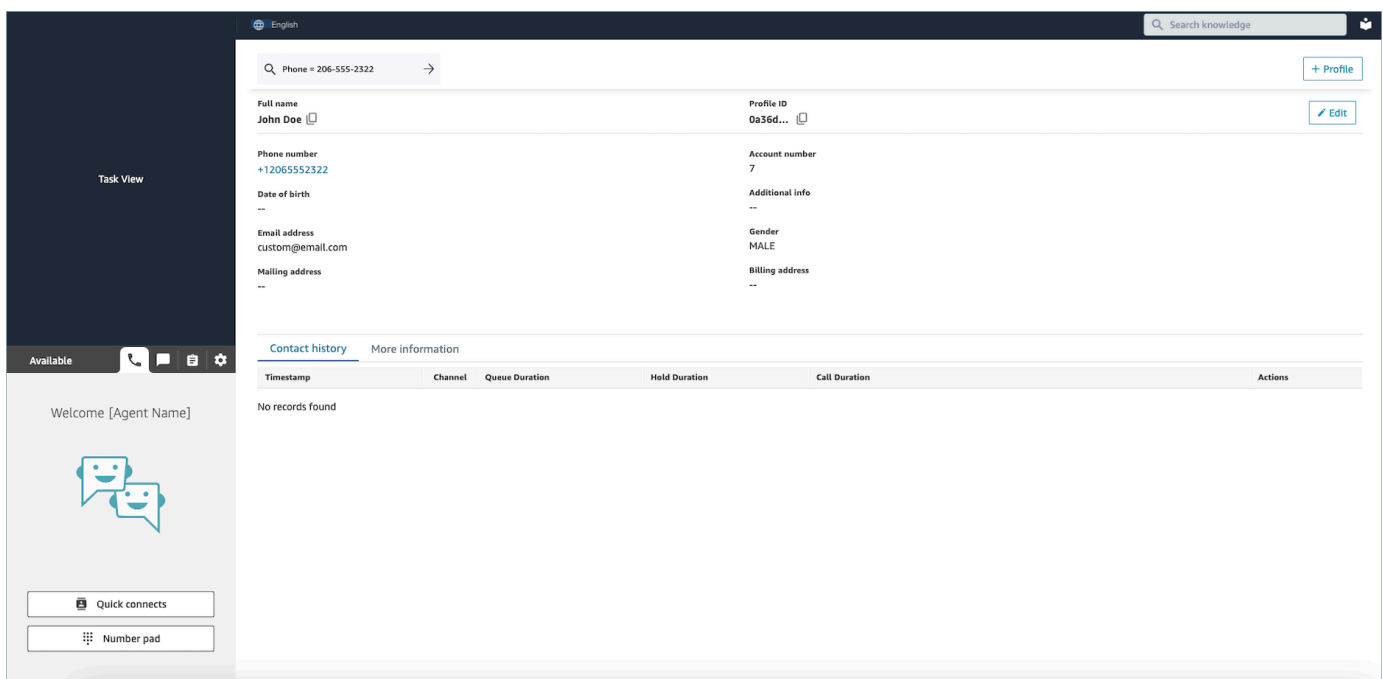 English
Search knowledge
Phone = 206-555-2322
+ Profile
Full name
John Doe
Profile ID
0a36d...
Edit
Phone number
+12065552322
Account number
7
Date of birth
--
Additional info
--
Email address
custom@email.com
Gender
MALE
Mailing address
--
Billing address
--
Contact history More information
Timestamp Channel Queue Duration Hold Duration Call Duration Actions
No records found
Task View
Available
Welcome [Agent Name]
Quick connects
Number pad